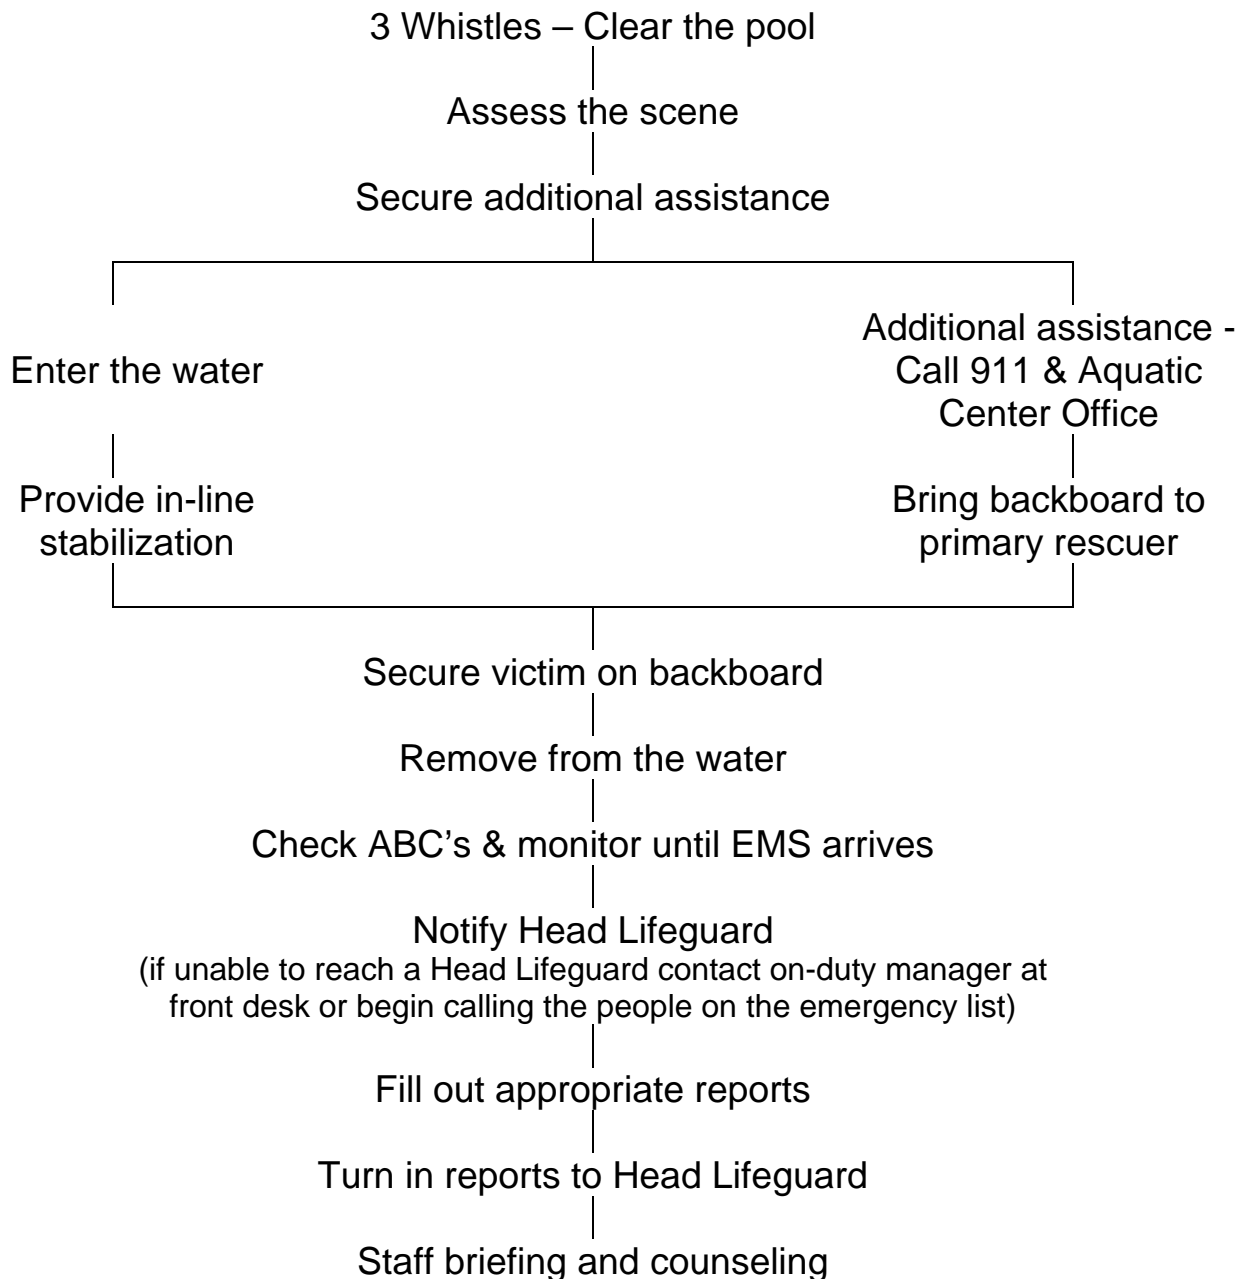 3 Whistles – Clear the pool
Assess the scene
Secure additional assistance
Enter the water
Provide in-line
stabilization
Additional assistance -
Call 911 & Aquatic
Center Office
Bring backboard to
primary rescuer
Secure victim on backboard
Remove from the water
Check ABC’s & monitor until EMS arrives
Notify Head Lifeguard
(if unable to reach a Head Lifeguard contact on-duty manager at
front desk or begin calling the people on the emergency list)
Fill out appropriate reports
Turn in reports to Head Lifeguard
Staff briefing and counseling